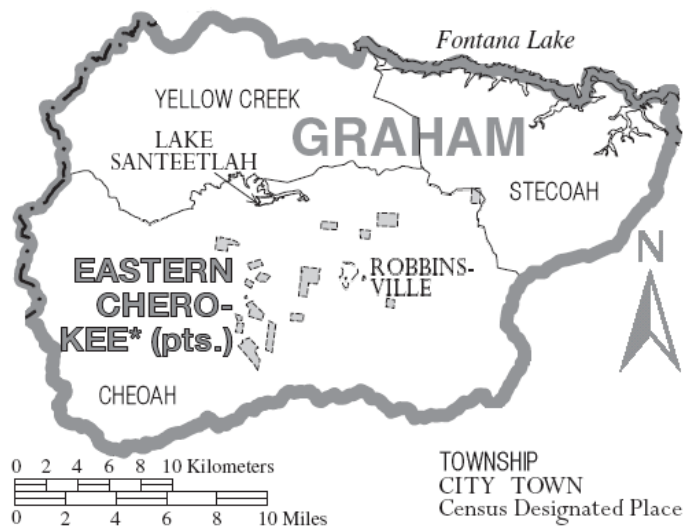 Fontana Lake
YELLOW CREEK
GRAHAM
LAKE
SANTEETLAH
STECOAH
N
EASTERN
CHERO-
KEE* (pts.)
ROBBINS-
VILLE
CHEOAH
0 2 4 6 8 10 Kilometers
0 2 4 6 8 10 Miles
TOWNSHIP
CITY TOWN
Census Designated Place